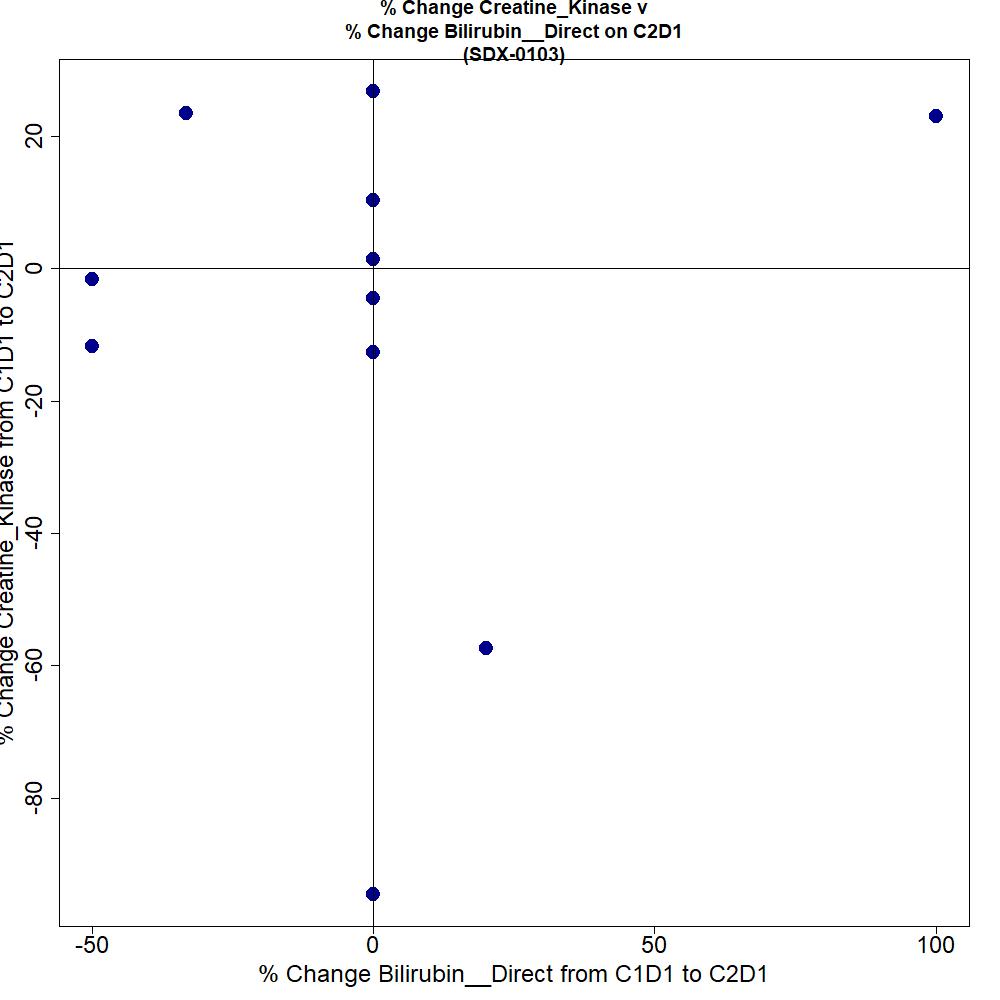 % Change Creatine_Kinase v
% Change Bilirubin__Direct on C2D1
(SDX-0103)
% Change Creatine_Kinase from C1D1 to C2D1
20
0
-20
-40
-60
-80
-50
0
50
100
% Change Bilirubin__Direct from C1D1 to C2D1